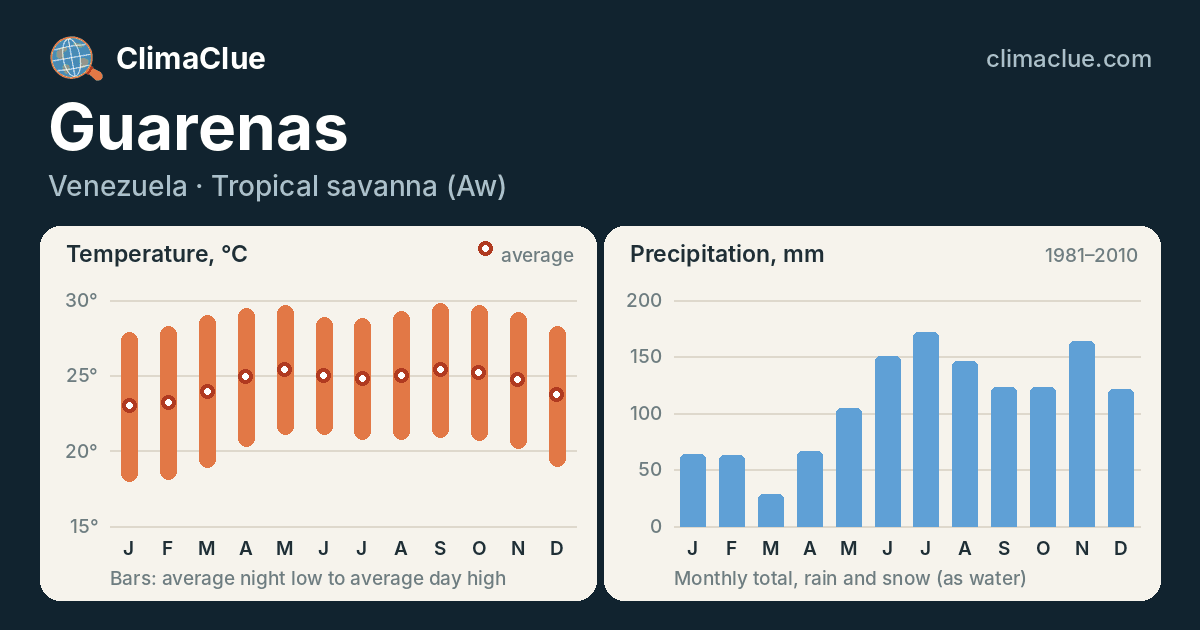 ClimaClue
climaclue.com
Guarenas
Venezuela · Tropical savanna (Aw)
Temperature, °C
average
30°
25°
20°
15°
J F M A M J J A S O N D
Bars: average night low to average day high
Precipitation, mm
1981–2010
200
150
100
50
0
J F M A M J J A S O N D
Monthly total, rain and snow (as water)